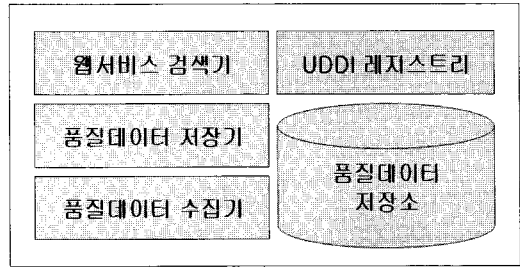 웹서비스 검색기
UDDI 레지스트리
품질데이터 저장기
품질데이터 수집기
품질데이터
저장소